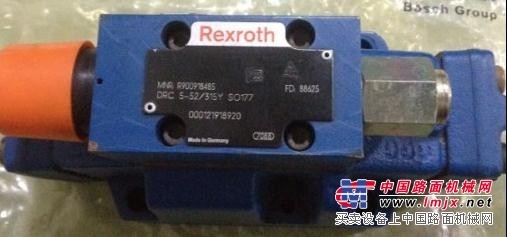 Bosch Group
Rexroth
MNR: R900918485
FD: 88625
DRC 5-52/315Y SO177
000121918920
Made in Germany
中国路面机械网
www.lmjx.net
买卖设备上中国路面机械网